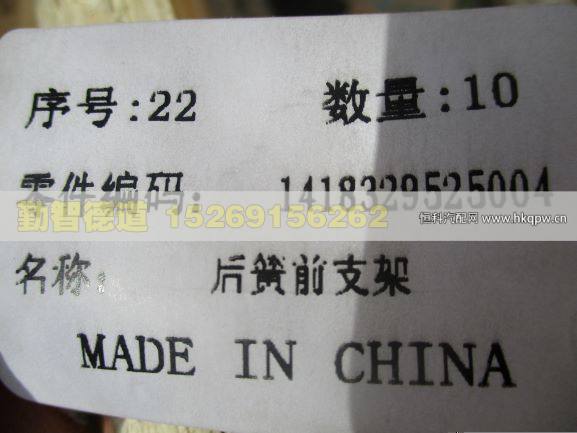 序号:22 数量:10
零件编码: 1418329525004
勤智德道 15269156262
恒科汽配网 www.hkqpw.cn
名称: 后簧前支架
MADE IN CHINA